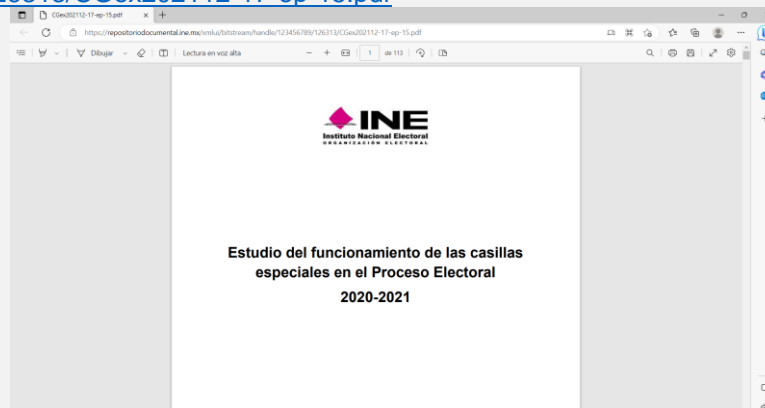 CGex202112-17-ep-15.pdf
https://repositoriodocumental.ine.mx/xmlui/bitstream/handle/123456789/126313/CGex202112-17-ep-15.pdf
Dibujar
Lectura en voz alta
1 de 113
INE
Instituto Nacional Electoral
ORGANIZACIÓN ELECTORAL
Estudio del funcionamiento de las casillas
especiales en el Proceso Electoral
2020-2021